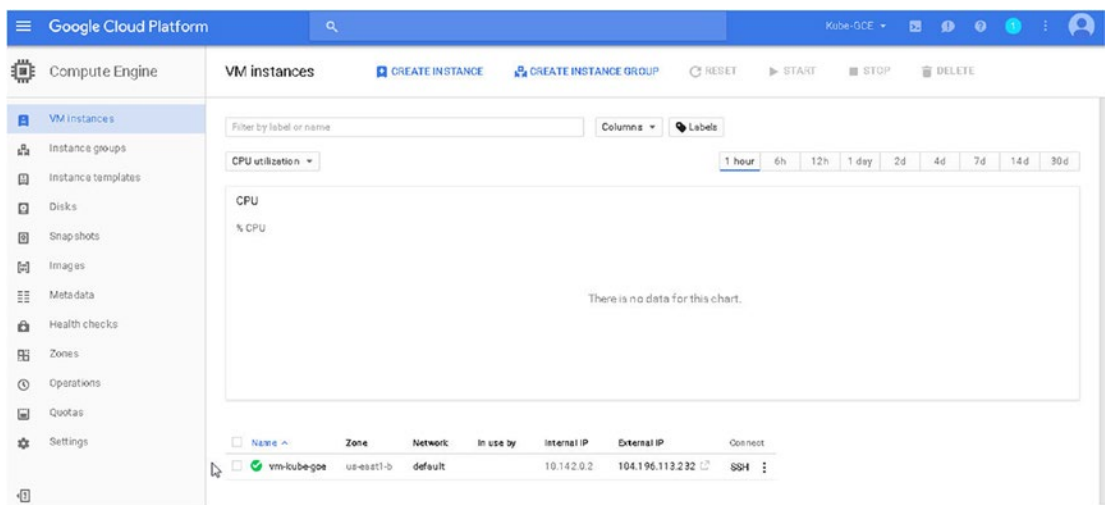 Google Cloud Platform Kube-GCE 1
Compute Engine VM instances CREATE INSTANCE CREATE INSTANCE GROUP RESET START STOP DELETE
VM instances
Instance groups
Instance templates
Disks
Snapshots
Images
Metadata
Health checks
Zones
Operations
Quotas
Settings
Filter by label or name Columns Labels
CPU utilization 1 hour 6h 12h 1 day 2d 4d 7d 14d 30d
CPU
% CPU
There is no data for this chart.
Name Zone Network In use by Internal IP External IP Connect
vm-kube-gce us-east1-b default 10.142.0.2 104.196.113.232 SSH